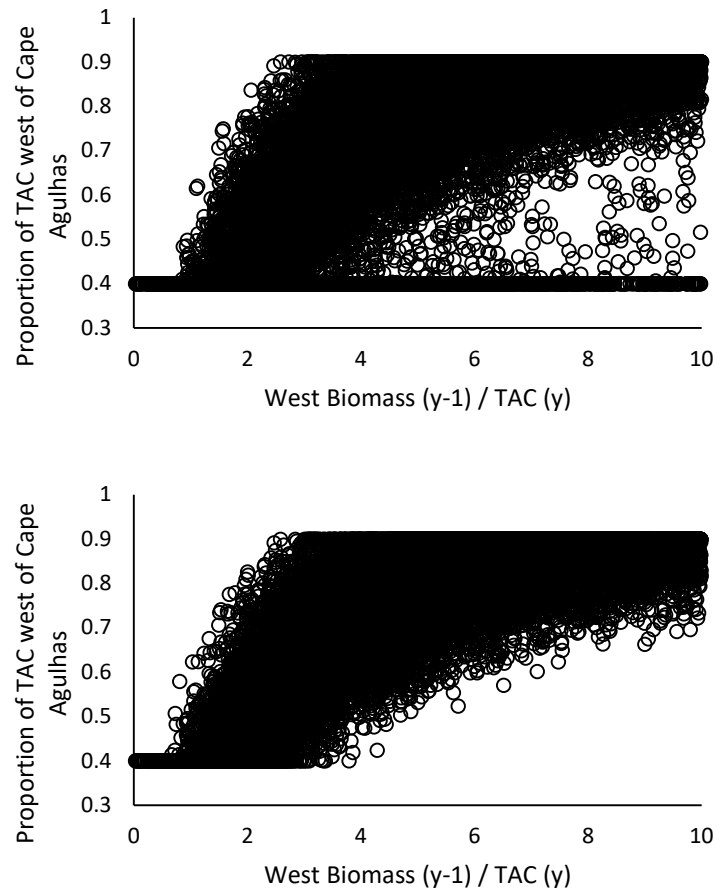 1
0.9
0.8
0.7
0.6
0.5
0.4
0.3
Proportion of TAC west of Cape
Agulhas
0 2 4 6 8 10
West Biomass (y-1) / TAC (y)
1
0.9
0.8
0.7
0.6
0.5
0.4
0.3
Proportion of TAC west of Cape
Agulhas
0 2 4 6 8 10
West Biomass (y-1) / TAC (y)